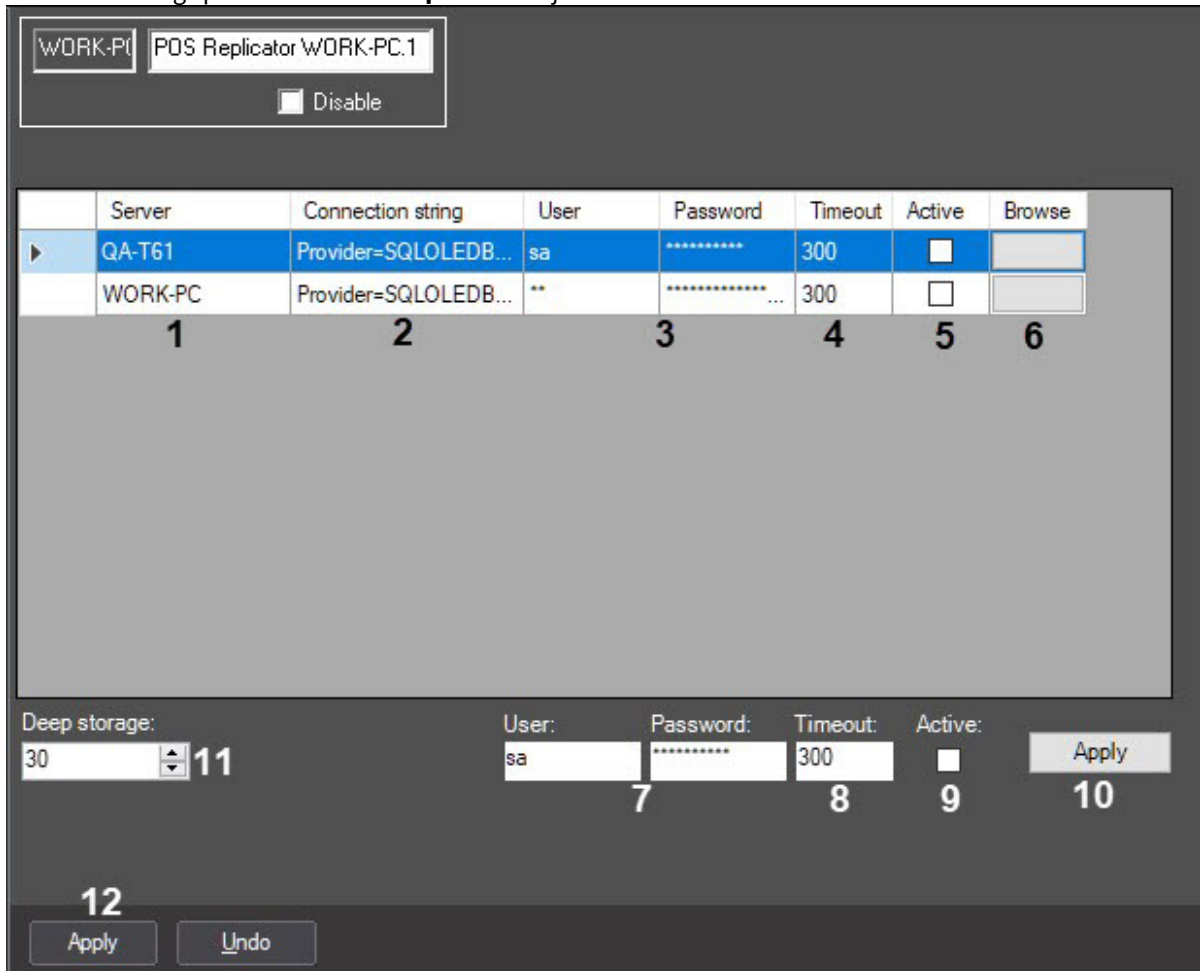 WORK-P( POS Replicator WORK-PC.1
Disable
Server Connection string User Password Timeout Active Browse
QA-T61 Provider=SQLOLEDB... sa ********** 300
WORK-PC Provider=SQLOLEDB... ** *************... 300
1 2 3 4 5 6
Deep storage: User: Password: Timeout: Active:
30 11 sa ********** 300 Apply
7 8 9 10
12
Apply Undo